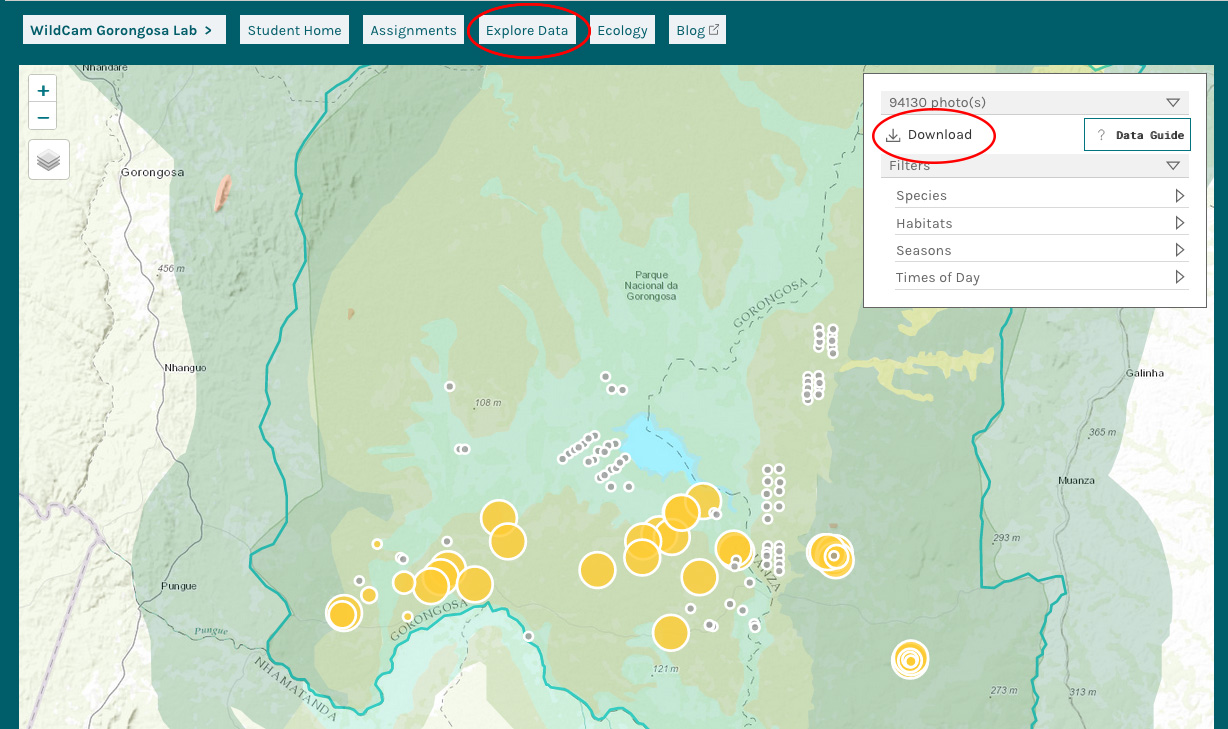 WildCam Gorongosa Lab >
Student Home
Assignments
Explore Data
Ecology
Blog
Nhandare
+
−
94130 photo(s)
Download
? Data Guide
Filters
Species
Habitats
Seasons
Times of Day
Gorongosa
456 m
Parque
Nacional da
Gorongosa
GORONGOSA
Nhanguo
Galinha
108 m
365 m
Muanza
293 m
Pungue
GORONGOSA
Pungue
NHAMATANDA
121 m
273 m
313 m